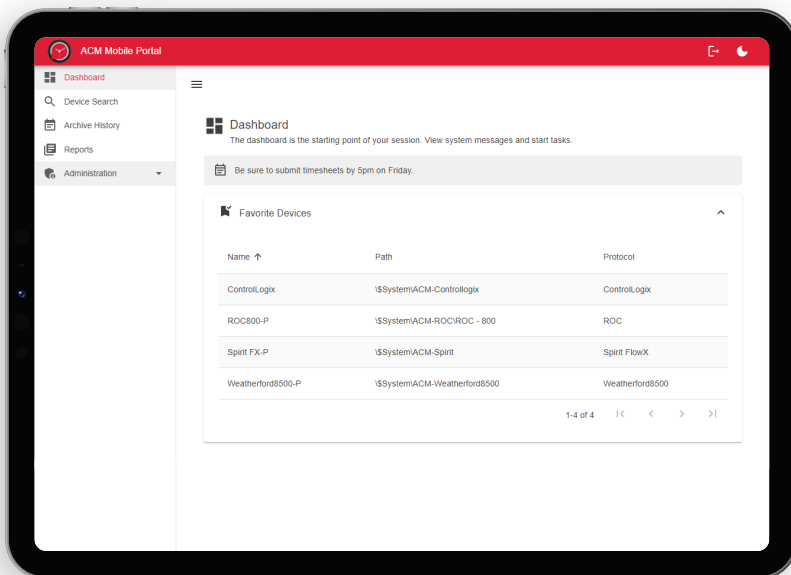 ACM Mobile Portal
Dashboard
Device Search
Archive History
Reports
Administration
Dashboard
The dashboard is the starting point of your session. View system messages and start tasks.
Be sure to submit timesheets by 5pm on Friday.
Favorite Devices
Name Path Protocol
ControlLogix \$System\ACM-Controllogix ControlLogix
ROC800-P \$System\ACM-ROC\ROC - 800 ROC
Spirit FX-P \$System\ACM-Spirit Spirit FlowX
Weatherford8500-P \$System\ACM-Weatherford8500 Weatherford8500
1-4 of 4